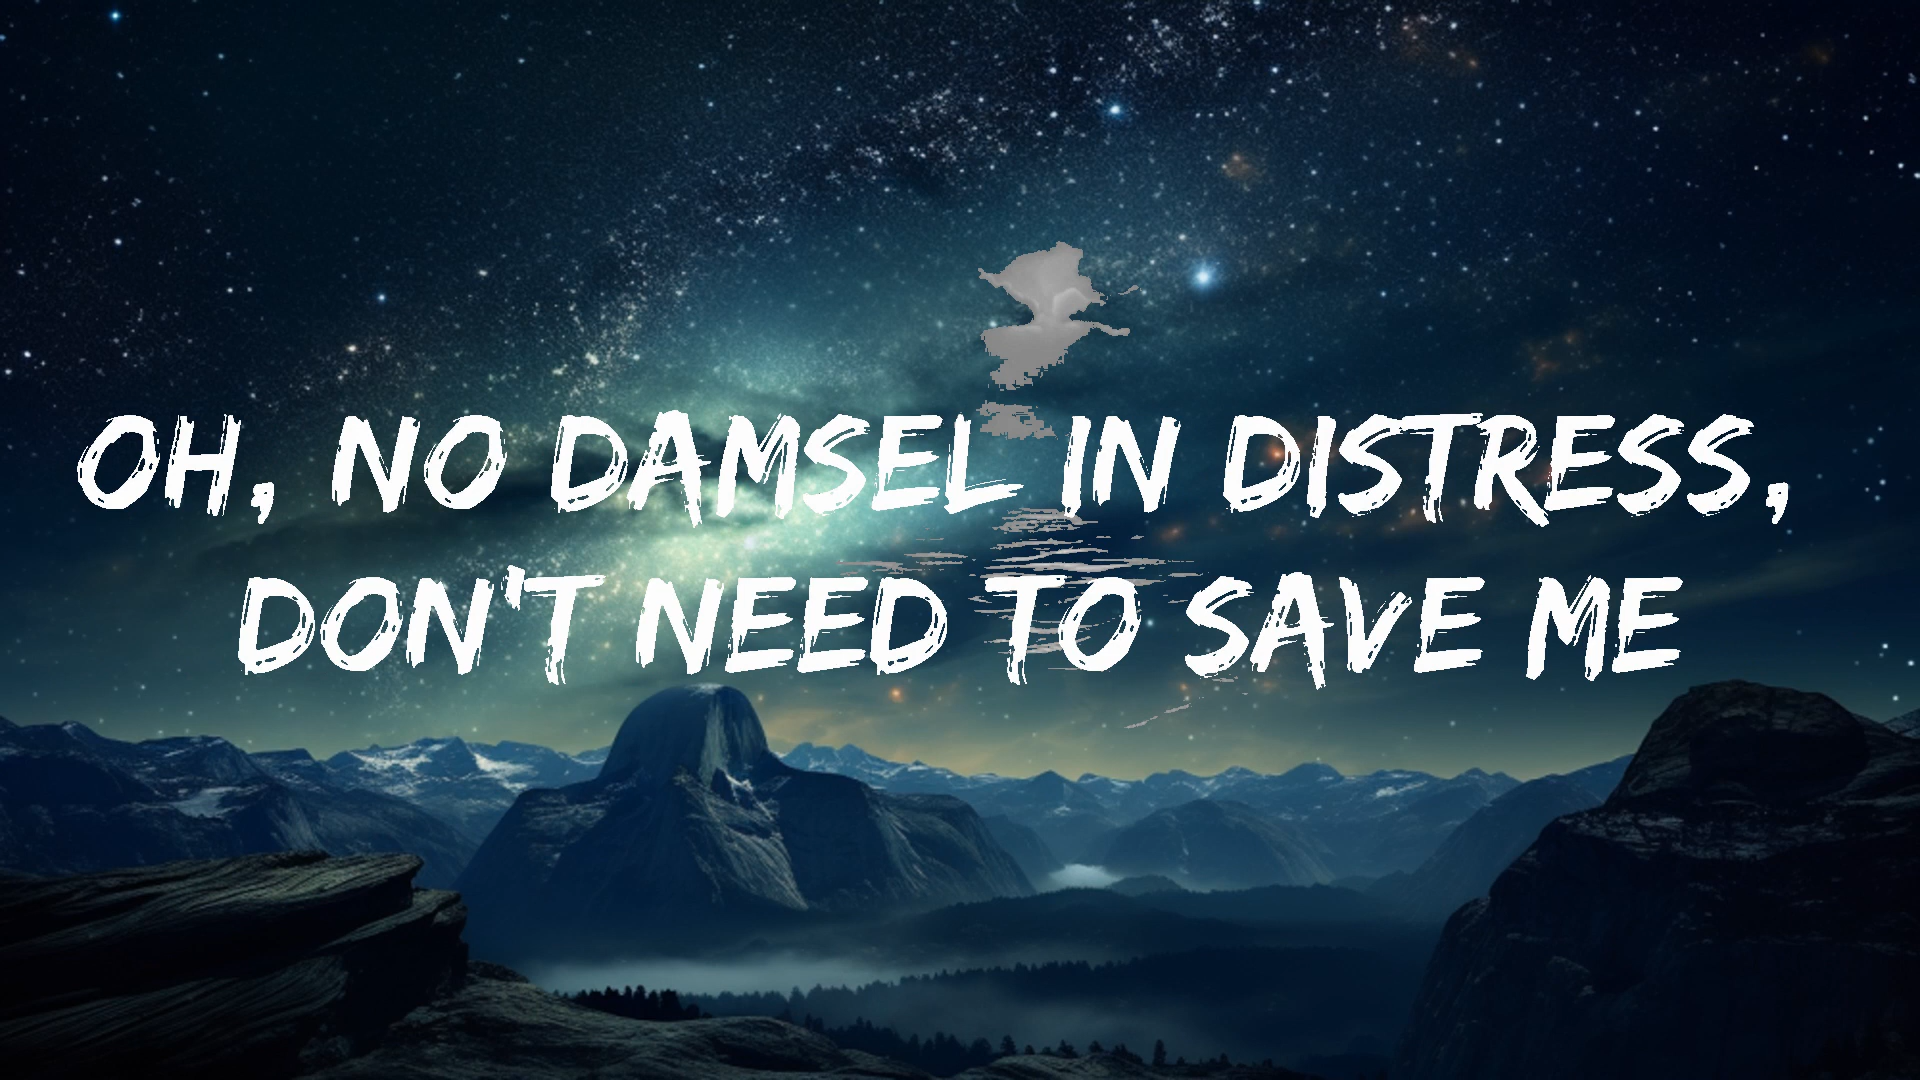 OH, NO DAMSEL IN DISTRESS,
DON'T NEED TO SAVE ME